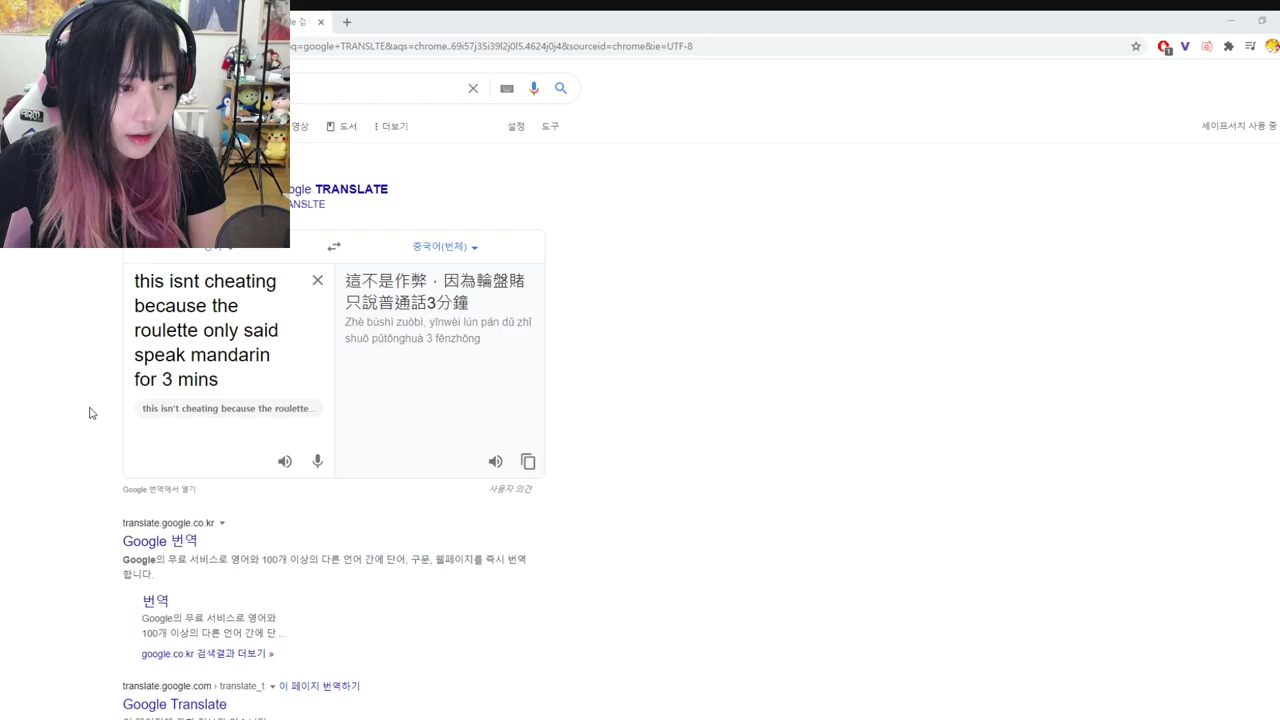 q=google+TRANSLTE&aqs=chrome..69i57j35i39l2j0l5.4624j0j4&sourceid=chrome&ie=UTF-8
영상 도서 더보기 설정 도구
세이프서치 사용 중
TRANSLATE
중국어(번체)
this isnt cheating
because the
roulette only said
speak mandarin
for 3 mins
this isn't cheating because the roulette...
這不是作弊,因為輪盤賭
只說普通話3分鐘
Zhè bùshì zuòbì, yīnwèi lún pán dǔ zhǐ
shuō pǔtōnghuà 3 fēnzhōng
Google 번역에서 열기
사용자 의견
translate.google.co.kr
Google 번역
Google의 무료 서비스로 영어와 100개 이상의 다른 언어 간에 단어, 구문, 웹페이지를 즉시 번역
합니다.
번역
Google의 무료 서비스로 영어와
100개 이상의 다른 언어 간에 단 ...
google.co.kr 검색결과 더보기 »
translate.google.com › translate_t 이 페이지 번역하기
Google Translate